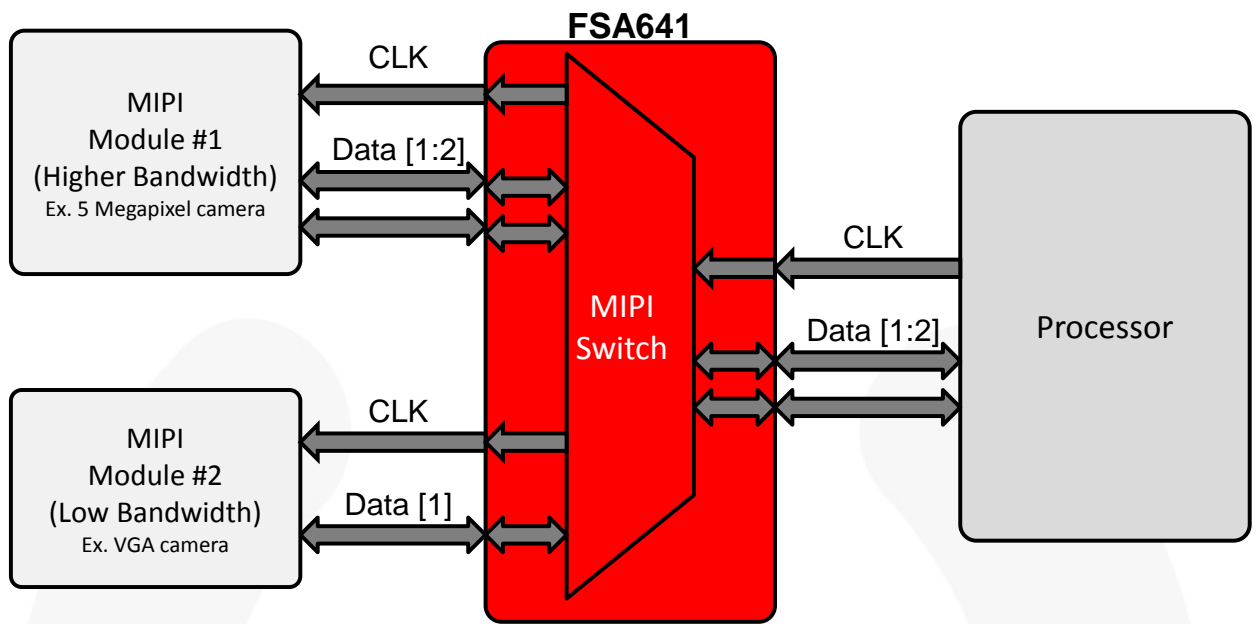 FSA641
CLK
MIPI
Module #1
(Higher Bandwidth)
Ex. 5 Megapixel camera
Data [1:2]
CLK
MIPI
Switch
Data [1:2]
Processor
CLK
MIPI
Module #2
(Low Bandwidth)
Ex. VGA camera
Data [1]